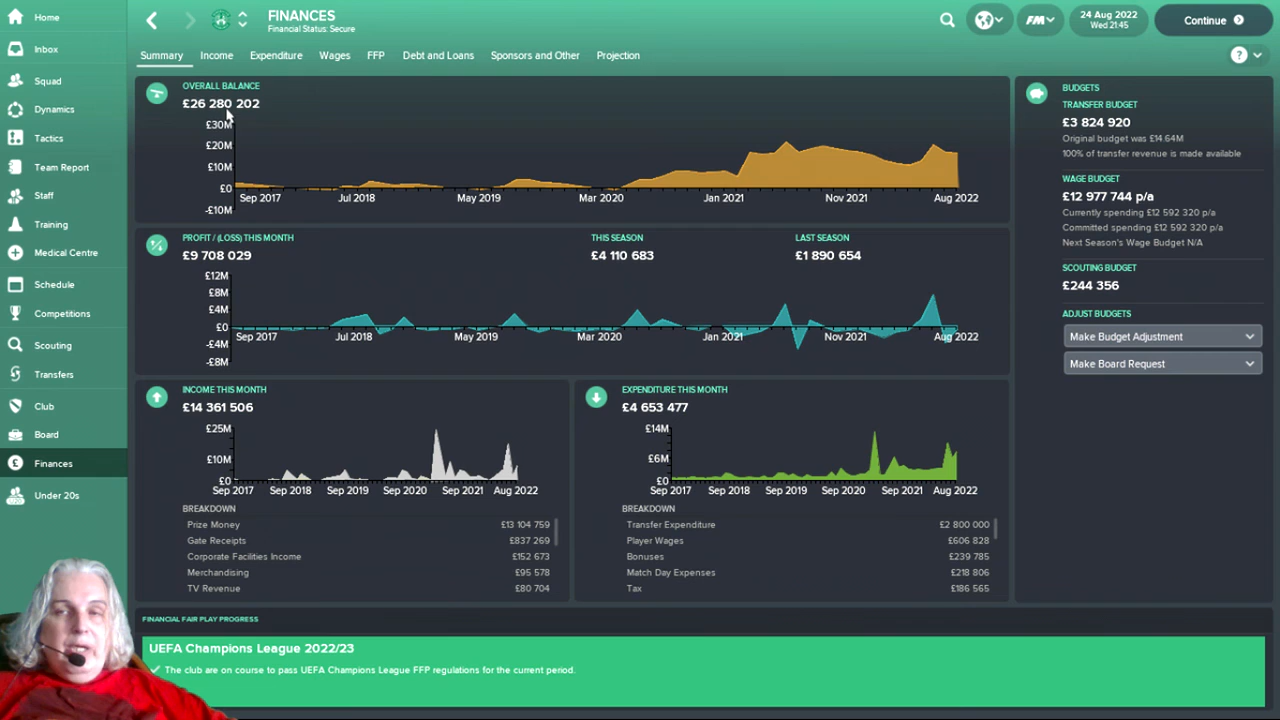 Home
Inbox
Squad
Dynamics
Tactics
Team Report
Staff
Training
Medical Centre
Schedule
Competitions
Scouting
Transfers
Club
Board
Finances
Under 20s
FINANCES
Financial Status: Secure
FM
24 Aug 2022
Wed 21:45
Continue
Summary
Income
Expenditure
Wages
FFP
Debt and Loans
Sponsors and Other
Projection
?
OVERALL BALANCE
£26 280 202
£30M
£20M
£10M
£0
-£10M
Sep 2017
Jul 2018
May 2019
Mar 2020
Jan 2021
Nov 2021
Aug 2022
PROFIT / (LOSS) THIS MONTH
£9 708 029
THIS SEASON
£4 110 683
LAST SEASON
£1 890 654
£12M
£8M
£4M
£0
-£4M
-£8M
Sep 2017
Jul 2018
May 2019
Mar 2020
Jan 2021
Nov 2021
Aug 2022
INCOME THIS MONTH
£14 361 506
£25M
£10M
£0
Sep 2017
Sep 2018
Sep 2019
Sep 2020
Sep 2021
Aug 2022
BREAKDOWN
Prize Money £13 104 759
Gate Receipts £837 269
Corporate Facilities Income £152 673
Merchandising £95 578
TV Revenue £80 704
EXPENDITURE THIS MONTH
£4 653 477
£14M
£6M
£0
Sep 2017
Sep 2018
Sep 2019
Sep 2020
Sep 2021
Aug 2022
BREAKDOWN
Transfer Expenditure £2 800 000
Player Wages £606 828
Bonuses £239 785
Match Day Expenses £218 806
Tax £186 565
BUDGETS
TRANSFER BUDGET
£3 824 920
Original budget was £14.64M
100% of transfer revenue is made available
WAGE BUDGET
£12 977 744 p/a
Currently spending £12 592 320 p/a
Committed spending £12 592 320 p/a
Next Season's Wage Budget N/A
SCOUTING BUDGET
£244 356
ADJUST BUDGETS
Make Budget Adjustment
Make Board Request
FINANCIAL FAIR PLAY PROGRESS
UEFA Champions League 2022/23
The club are on course to pass UEFA Champions League FFP regulations for the current period.